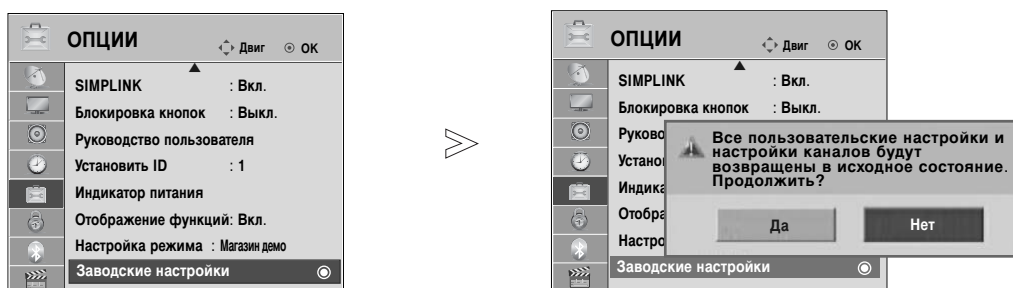 ОПЦИИ
Двиг
OK
SIMPLINK : Вкл.
Блокировка кнопок : Выкл.
Руководство пользователя
Установить ID : 1
Индикатор питания
Отображение функций: Вкл.
Настройка режима : Магазин демо
Заводские настройки
ОПЦИИ
Двиг
OK
SIMPLINK : Вкл.
Блокировка кнопок : Выкл.
Руково
Устано
Индика
Отобра
Настро
Заводские настройки
Все пользовательские настройки и
настройки каналов будут
возвращены в исходное состояние.
Продолжить?
Да
Нет